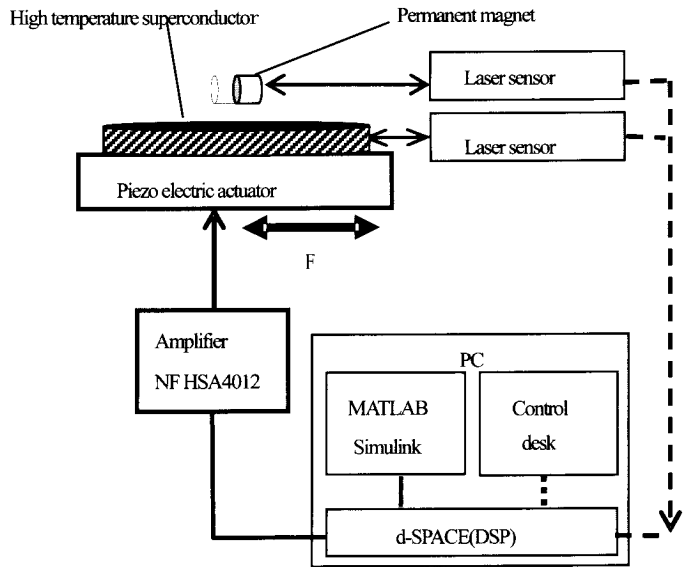 High temperature superconductor
Permanent magnet
Laser sensor
Laser sensor
Piezo electric actuator
F
Amplifier
NF HSA4012
PC
MATLAB
Simulink
Control
desk
d-SPACE(DSP)